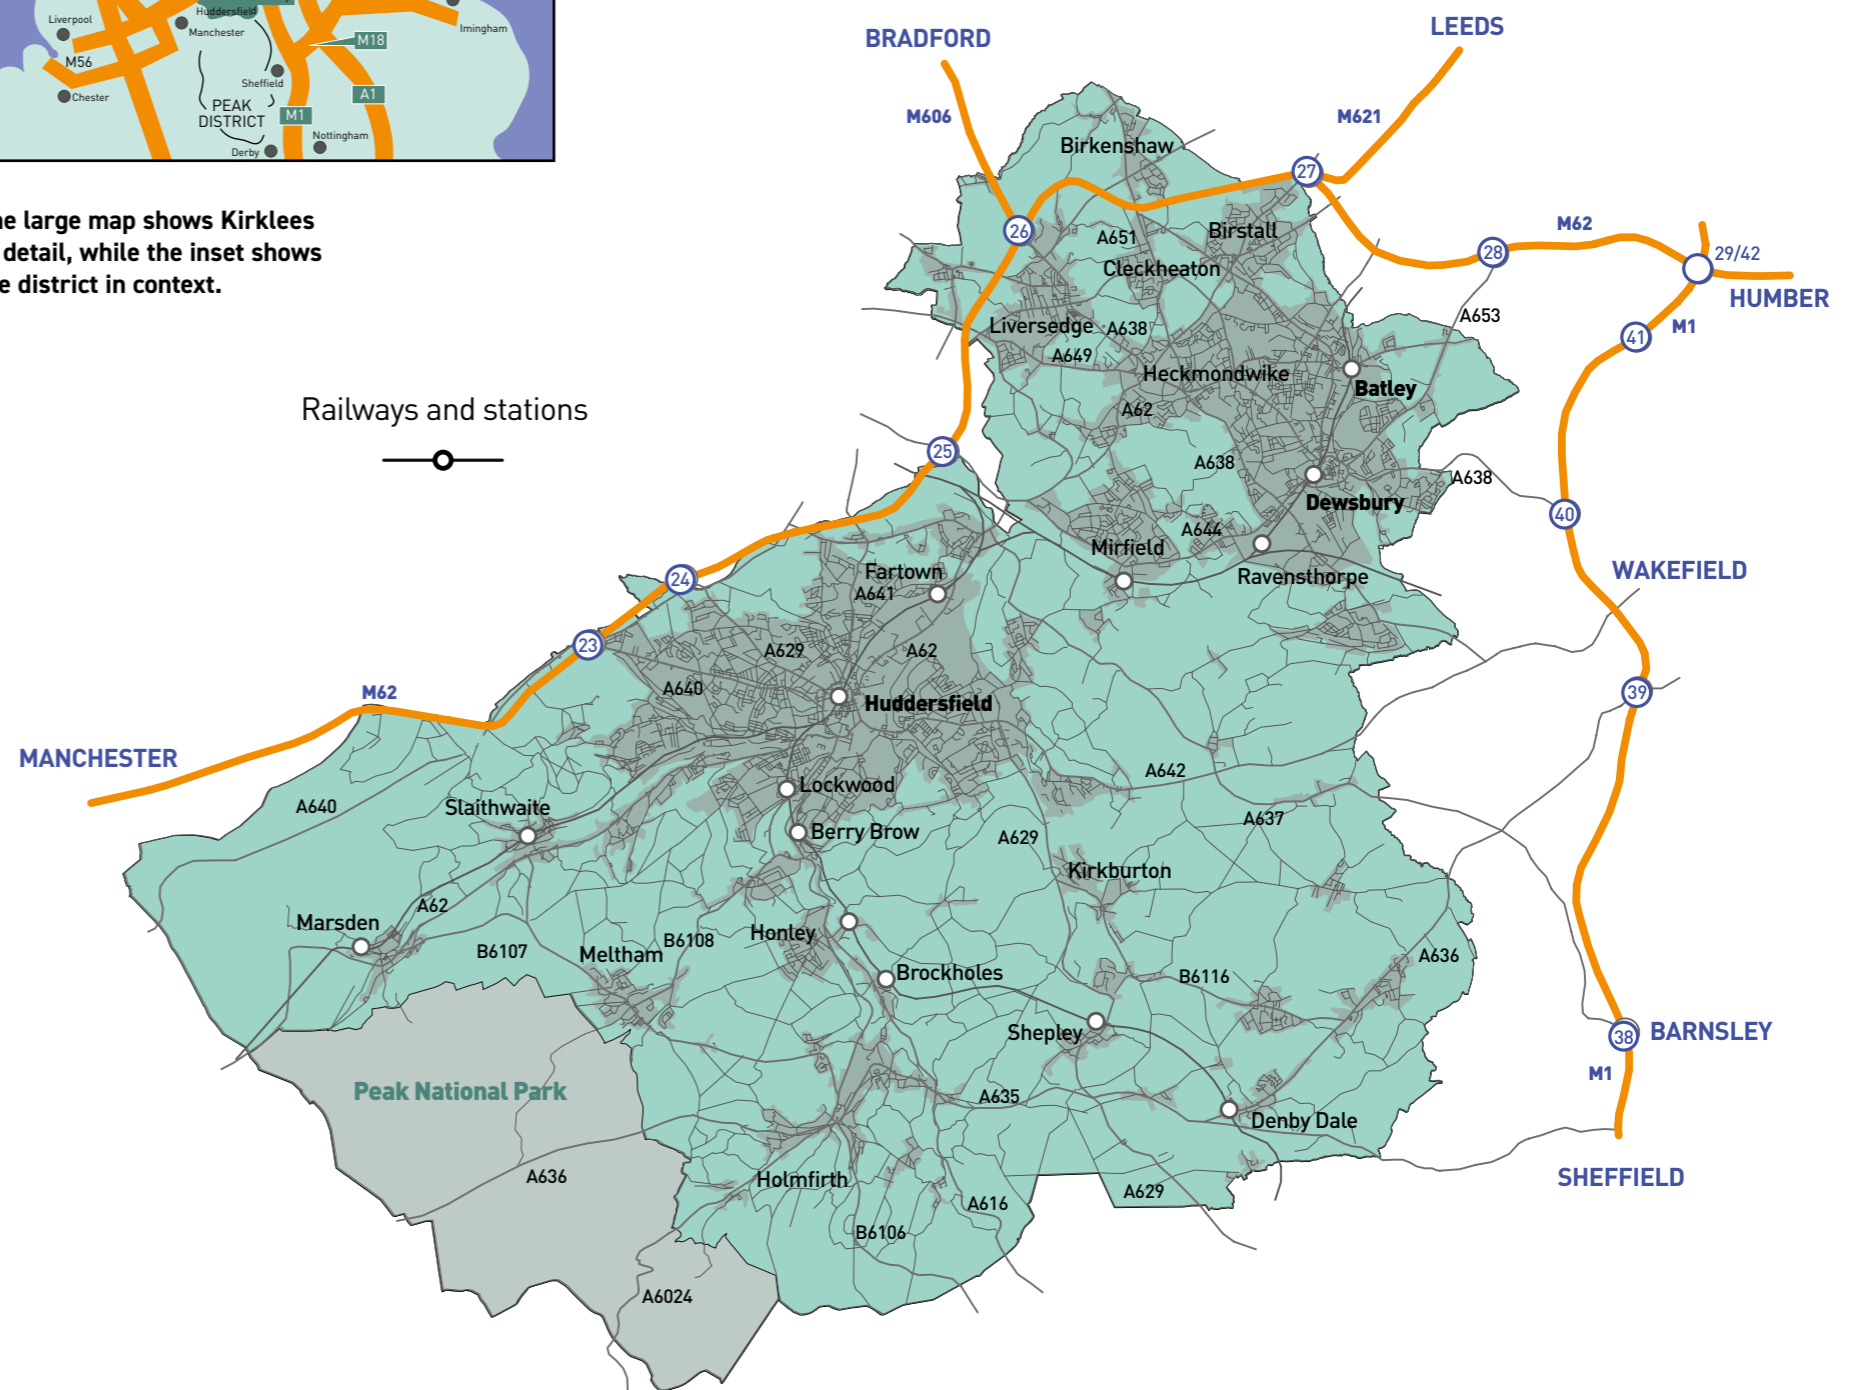 Liverpool
Huddersfield
Manchester
Imingham
M18
M56
Sheffield
Chester
A1
PEAK
DISTRICT
M1
Nottingham
Derby
ne large map shows Kirklees
detail, while the inset shows
e district in context.
Railways and stations
BRADFORD
LEEDS
M606
M621
Birkenshaw
27
26
A651
Birstall
M62
28
29/42
Cleckheaton
HUMBER
Liversedge
A638
A653
M1
41
A649
Heckmondwike
Batley
A62
25
A638
A638
Dewsbury
40
A644
Mirfield
Fartown
WAKEFIELD
24
Ravensthorpe
A641
23
A629
A62
A640
39
M62
Huddersfield
MANCHESTER
A642
Lockwood
A640
Slaithwaite
A637
Berry Brow
A629
Kirkburton
A62
Marsden
Honley
B6108
B6107
Meltham
A636
Brockholes
B6116
Shepley
38
BARNSLEY
M1
Peak National Park
A635
Denby Dale
A636
Holmfirth
SHEFFIELD
A629
A616
B6106
A6024